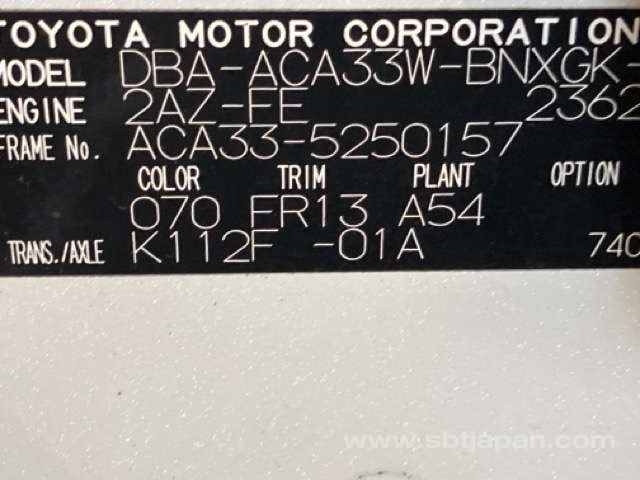 TOYOTA MOTOR CORPORATION
MODEL DBA-ACA33W-BNXGK-
ENGINE 2AZ-FE 2362
FRAME No. ACA33-5250157
COLOR TRIM PLANT OPTION
070 FR13 A54
TRANS./AXLE K112F -01A 740
www.sbtjapan.com